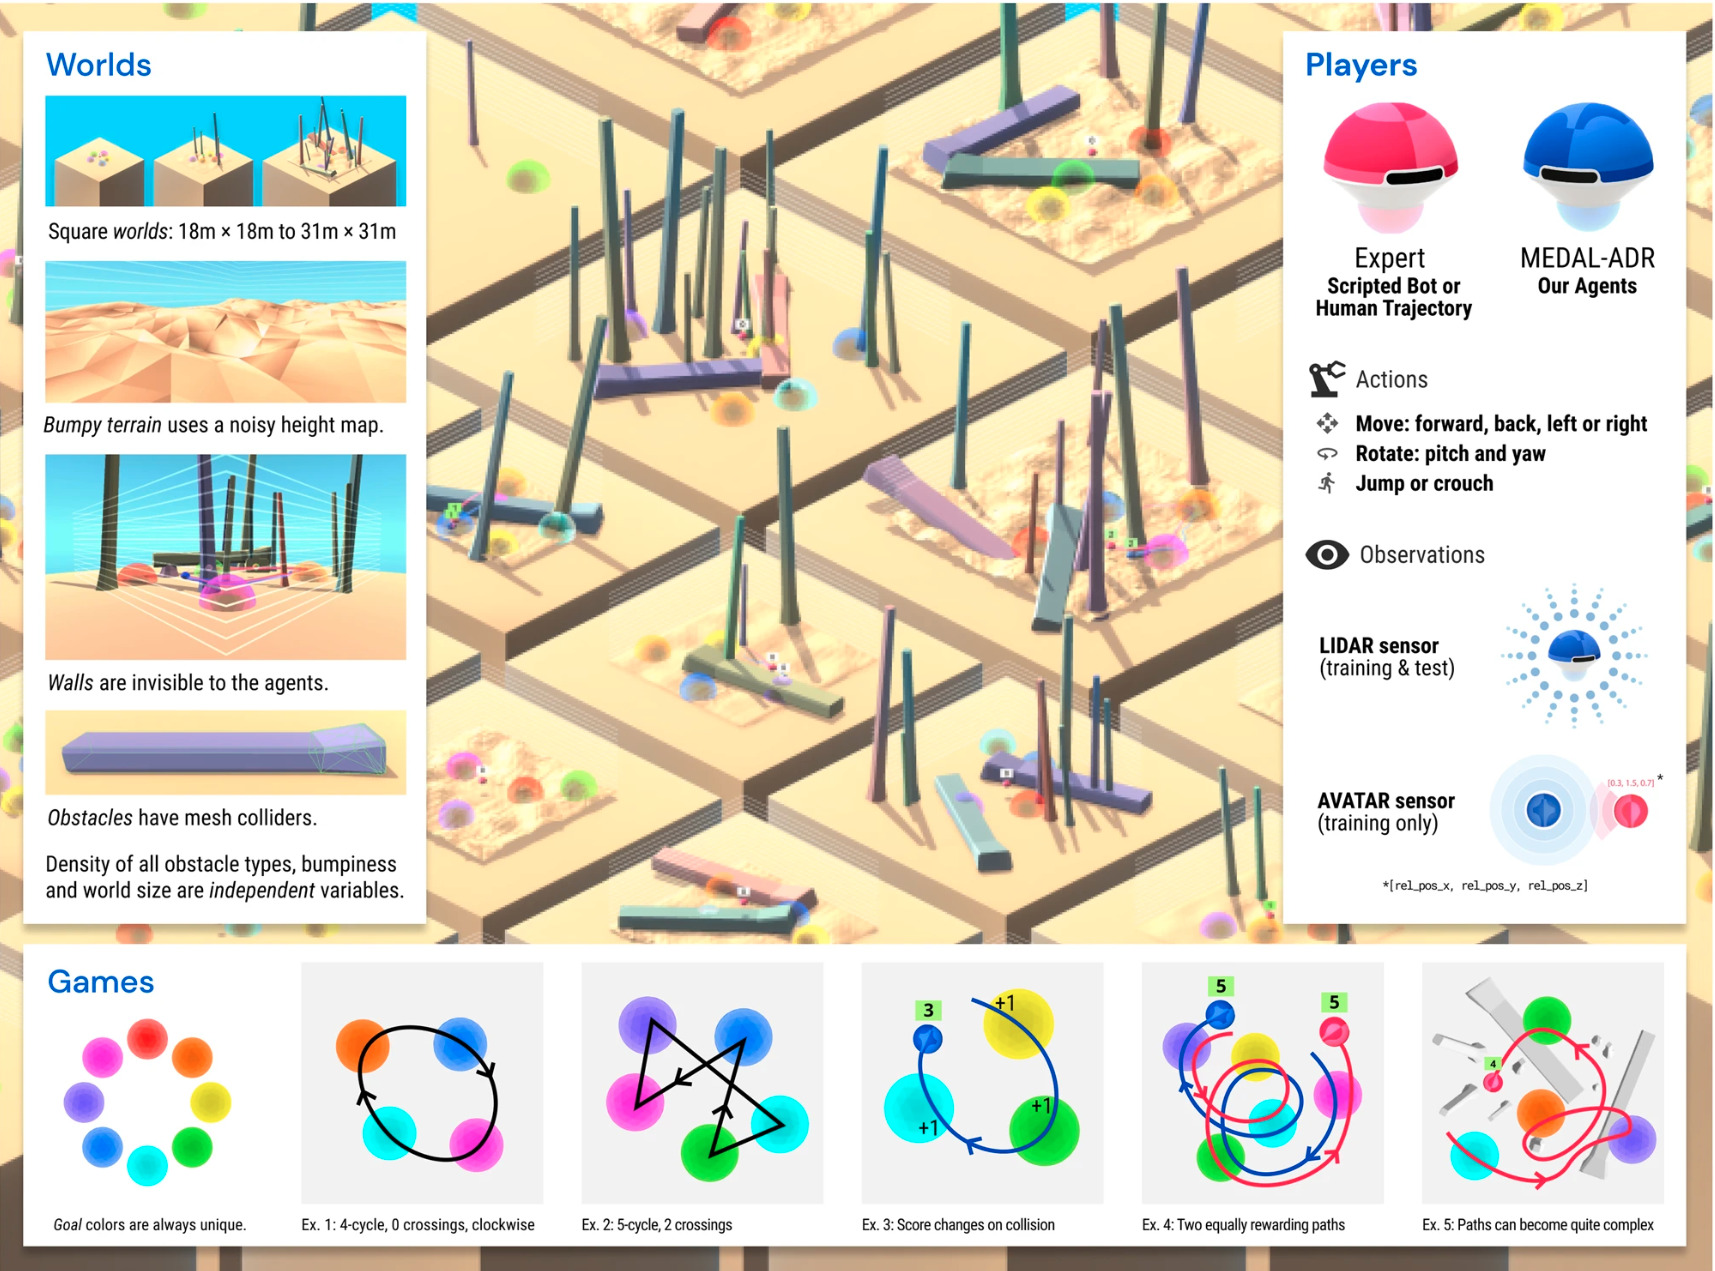 Worlds
Square worlds: 18m × 18m to 31m × 31m
Bumpy terrain uses a noisy height map.
Walls are invisible to the agents.
Obstacles have mesh colliders.
Density of all obstacle types, bumpiness
and world size are independent variables.
Players
Expert
Scripted Bot or
Human Trajectory
MEDAL-ADR
Our Agents
Actions
Move: forward, back, left or right
Rotate: pitch and yaw
Jump or crouch
Observations
LIDAR sensor
(training & test)
AVATAR sensor
(training only)
[0.3, 1.5, 0.7] *
*[rel_pos_x, rel_pos_y, rel_pos_z]
Games
Goal colors are always unique.
Ex. 1: 4-cycle, 0 crossings, clockwise
Ex. 2: 5-cycle, 2 crossings
3
+1
+1
+1
Ex. 3: Score changes on collision
5
5
Ex. 4: Two equally rewarding paths
4
Ex. 5: Paths can become quite complex